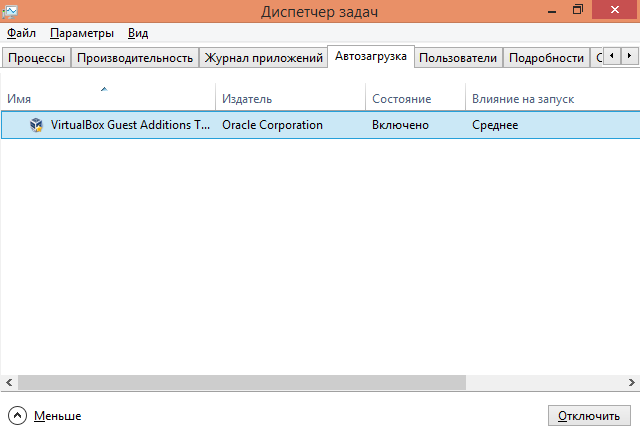 Диспетчер задач
Файл Параметры Вид
Процессы Производительность Журнал приложений Автозагрузка Пользователи Подробности С
Имя Издатель Состояние Влияние на запуск
VirtualBox Guest Additions T... Oracle Corporation Включено Среднее
Меньше Отключить